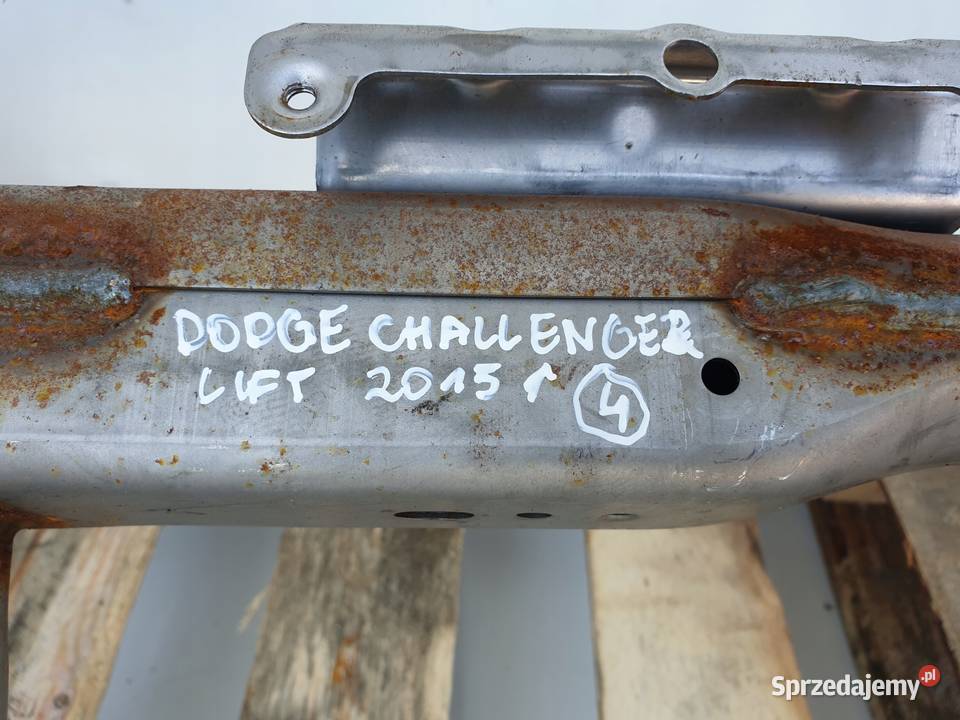 DODGE CHALLENGER
LIFT 2015 ↑ 4
Sprzedajemy.pl